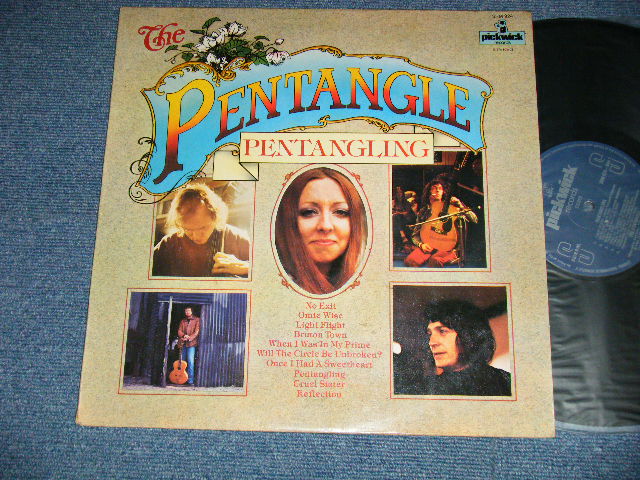 The
PENTANGLE
PENTANGLING
pickwick
No Exit
Omie Wise
Light Flight
Bruton Town
When I Was In My Prime
Will The Circle Be Unbroken?
Once I Had A Sweetheart
Pentangling
Cruel Sister
Reflection
pickwick